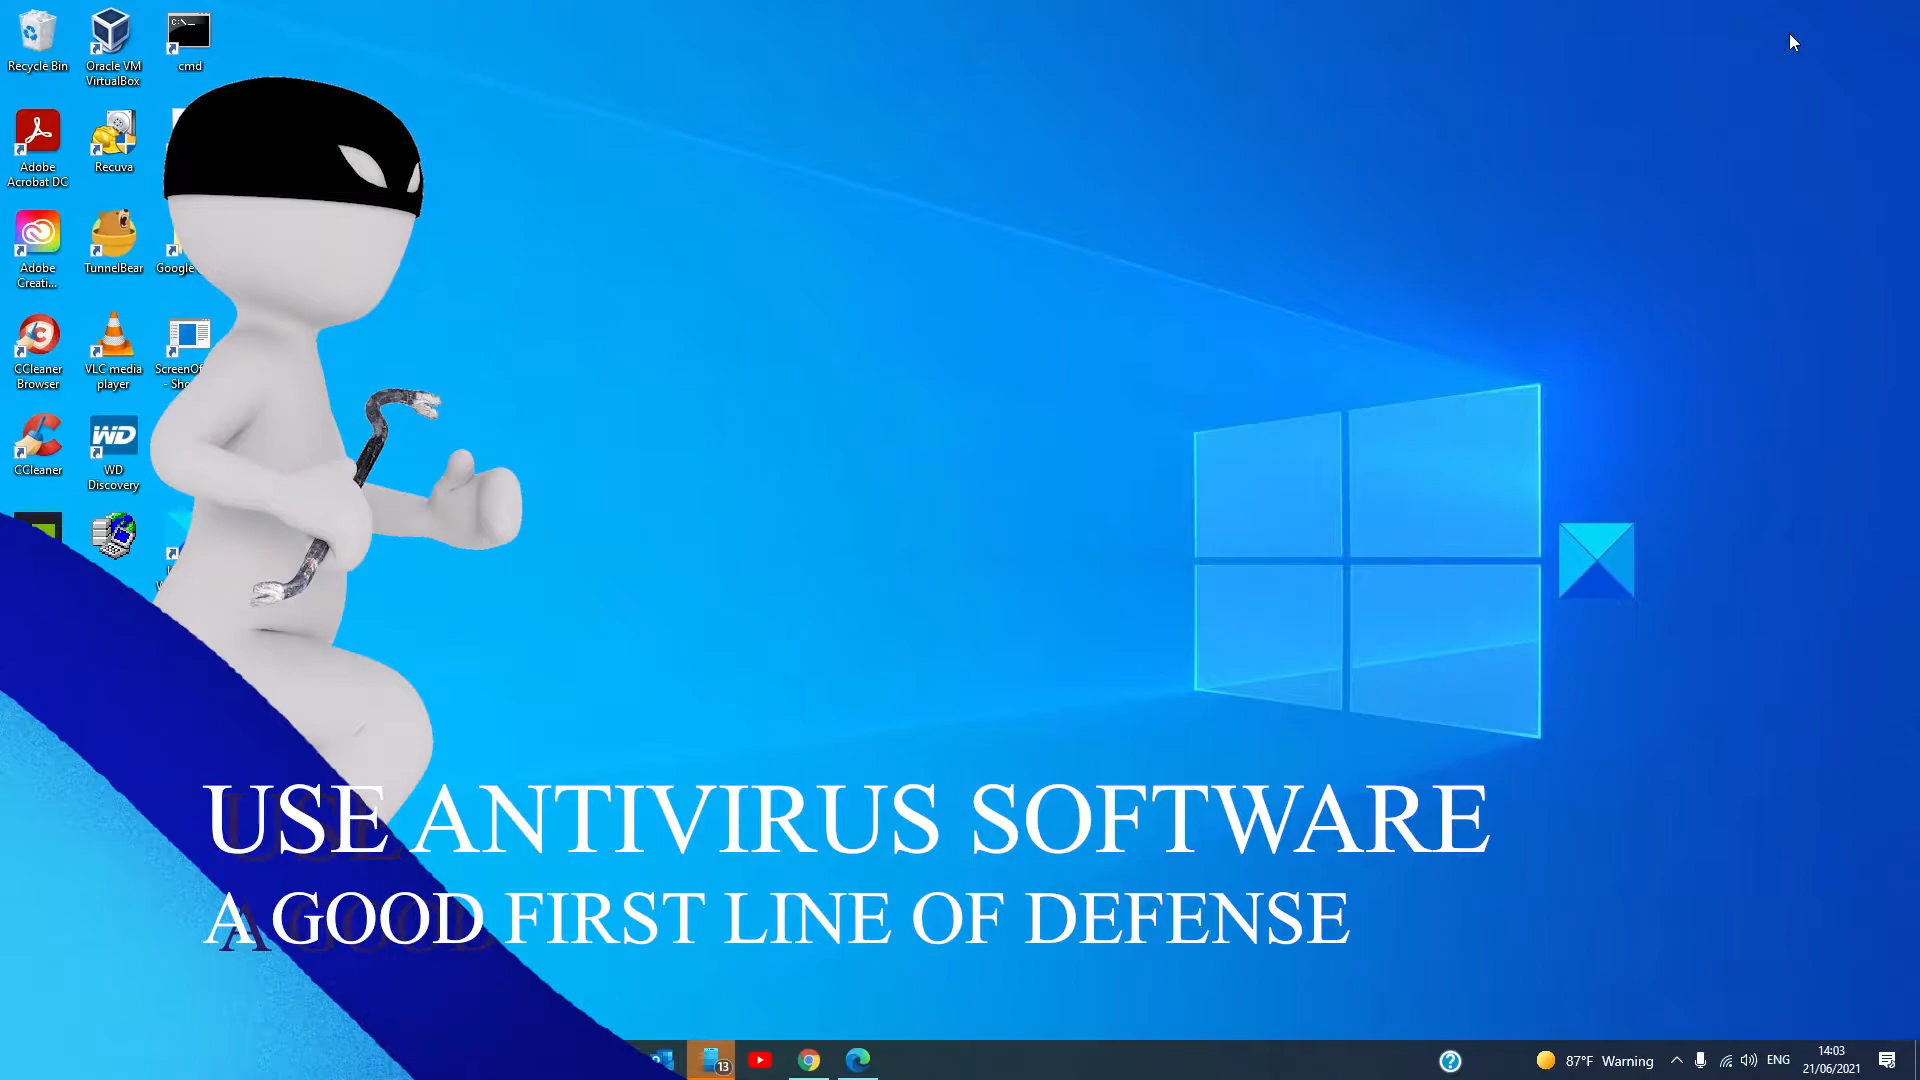 Recycle Bin
Oracle VM
VirtualBox
cmd
C:\._
Adobe
Acrobat DC
Recuva
Adobe
Creati...
TunnelBear
Google
CCleaner
Browser
VLC media
player
CCleaner
WD
WD
Discovery
USE ANTIVIRUS SOFTWARE
A GOOD FIRST LINE OF DEFENSE
13
87°F Warning
ENG
14:03
21/06/2021